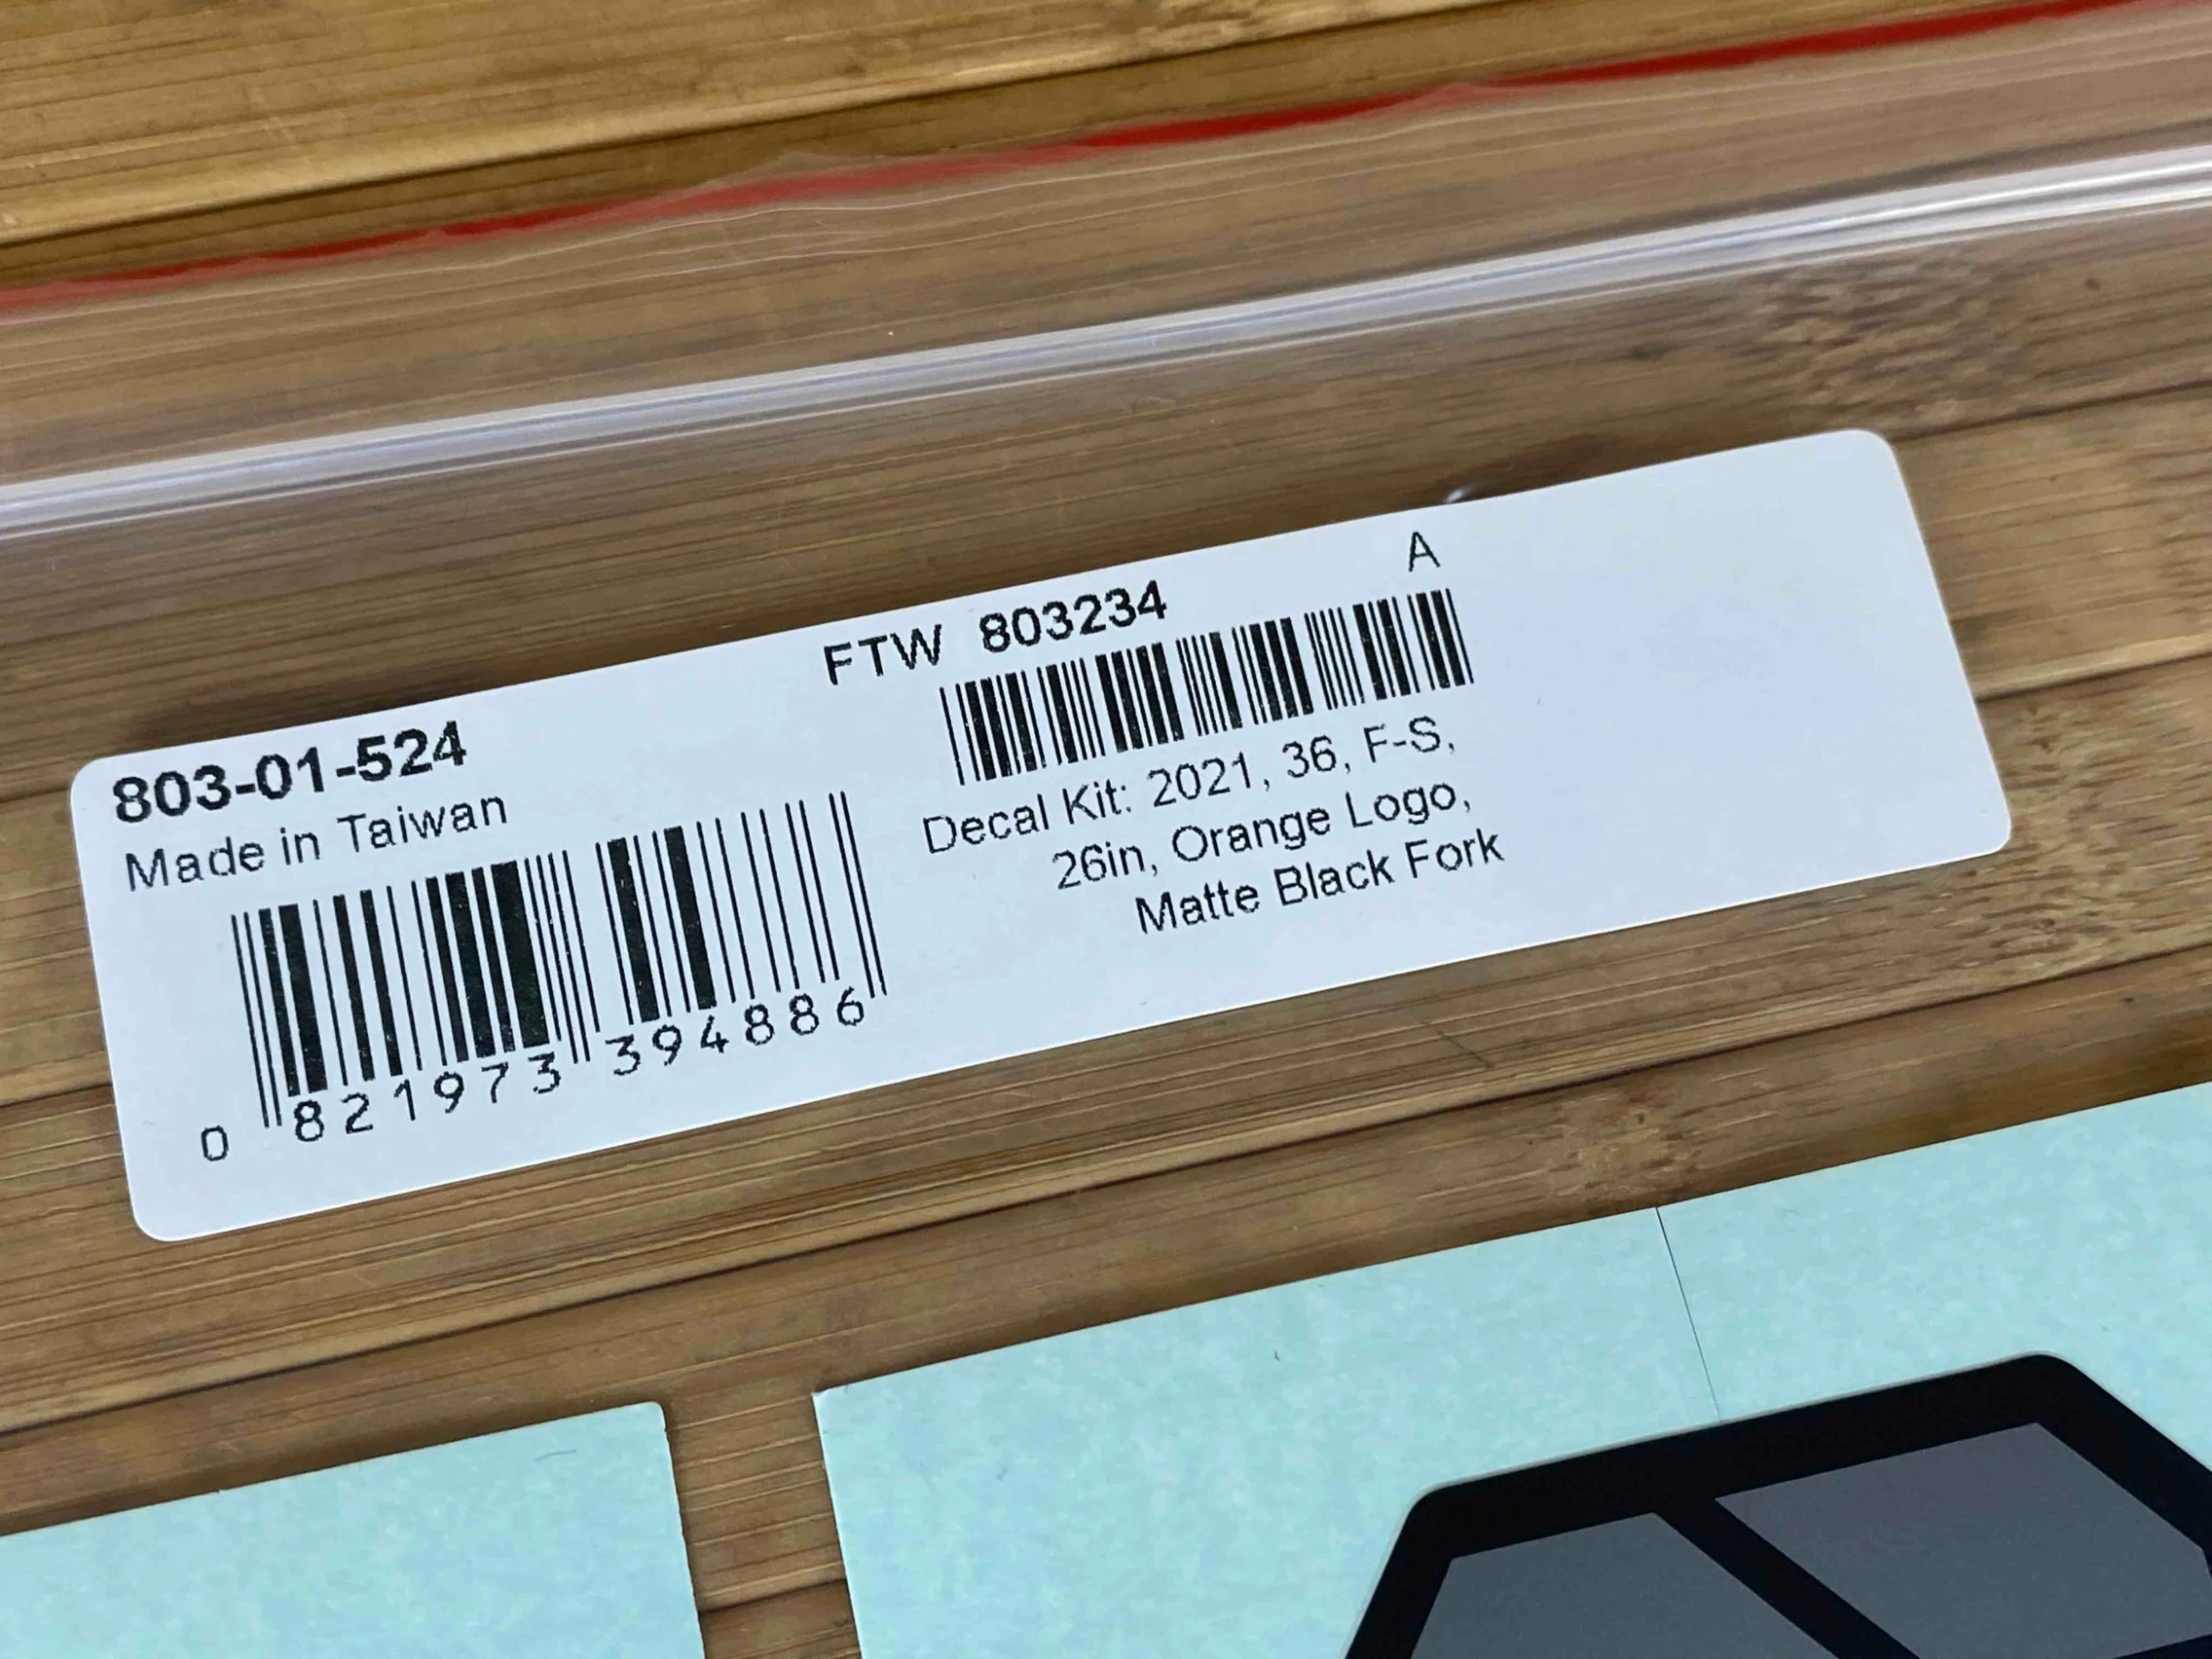 803-01-524
Made in Taiwan
0 821973 394886
FTW 803234
A
Decal Kit: 2021, 36, F-S,
26in, Orange Logo,
Matte Black Fork